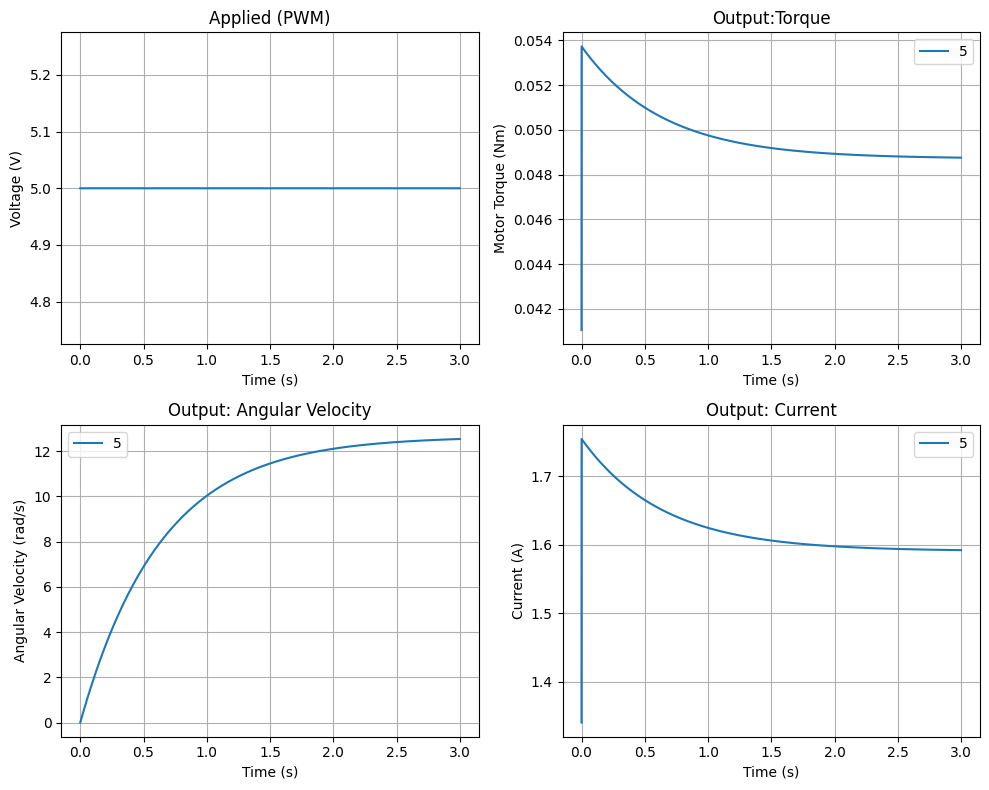 Applied (PWM)
Voltage (V)
5.2
5.1
5.0
4.9
4.8
0.0 0.5 1.0 1.5 2.0 2.5 3.0
Time (s)
Output:Torque
Motor Torque (Nm)
0.054
0.052
0.050
0.048
0.046
0.044
0.042
5
0.0 0.5 1.0 1.5 2.0 2.5 3.0
Time (s)
Output: Angular Velocity
Angular Velocity (rad/s)
12
10
8
6
4
2
0
5
0.0 0.5 1.0 1.5 2.0 2.5 3.0
Time (s)
Output: Current
Current (A)
1.7
1.6
1.5
1.4
5
0.0 0.5 1.0 1.5 2.0 2.5 3.0
Time (s)